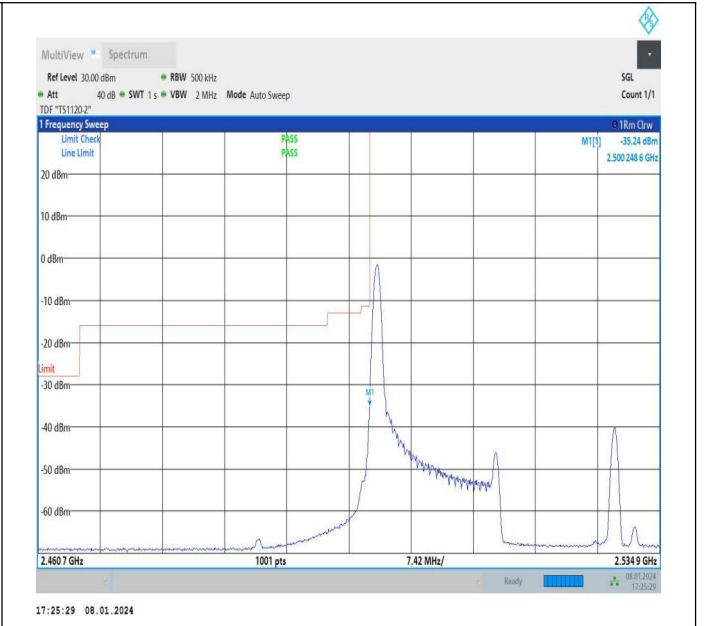 R S
MultiView Spectrum
Ref Level 30.00 dBm RBW 500 kHz SGL
Att 40 dB SWT 1 s VBW 2 MHz Mode Auto Sweep Count 1/1
TDF "TS1120-2"
1 Frequency Sweep 1Rm Clrw
Limit Check PASS M1[1] -35.24 dBm
Line Limit PASS 2.500 248 6 GHz
20 dBm
10 dBm
0 dBm
-10 dBm
-20 dBm
Limit
-30 dBm
M1
-40 dBm
-50 dBm
-60 dBm
2.460 7 GHz 1001 pts 7.42 MHz/ 2.534 9 GHz
Ready 08.01.2024
17:25:29
17:25:29 08.01.2024